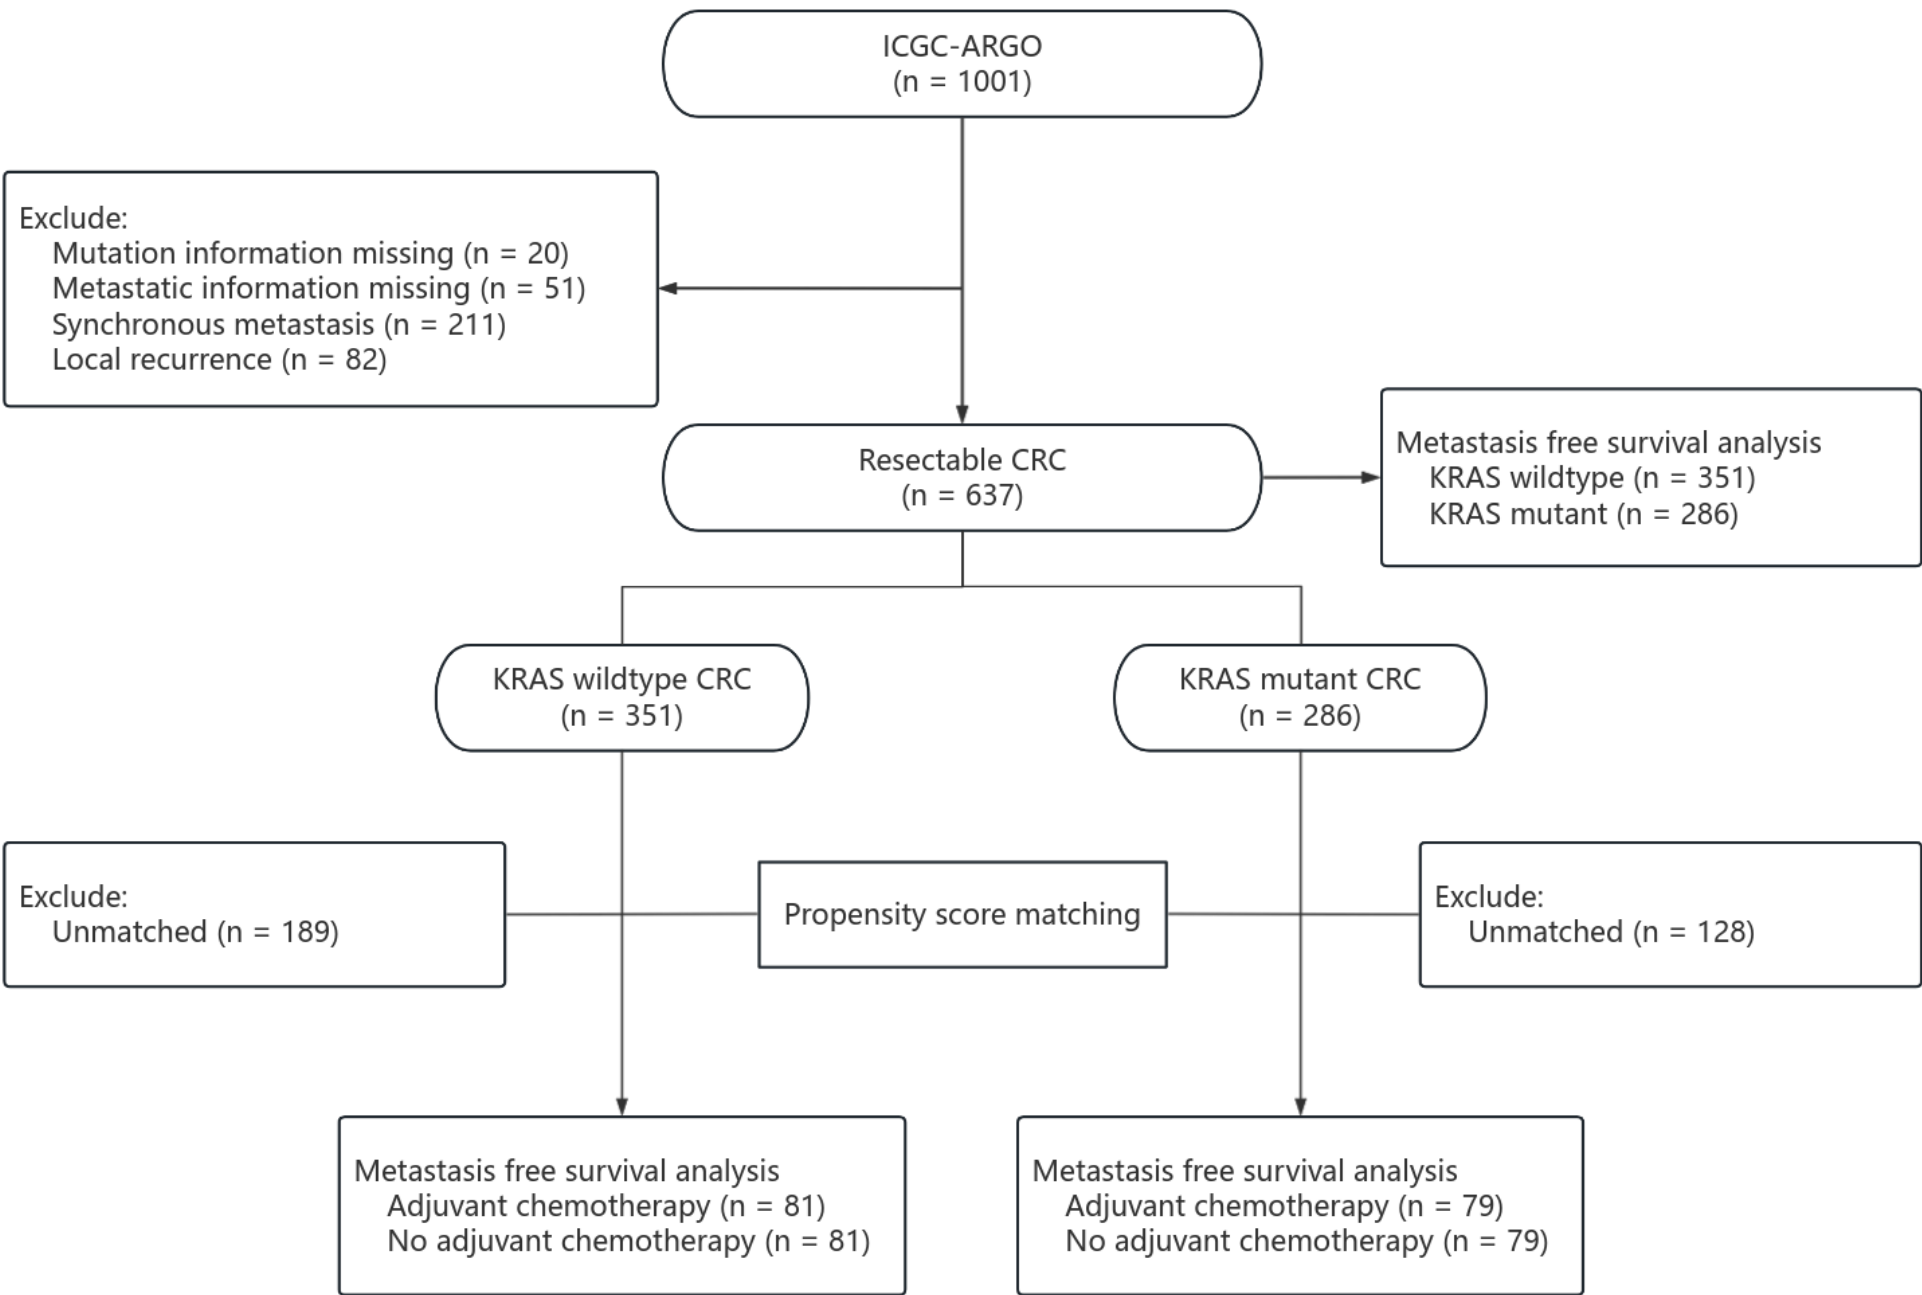 ICGC-ARGO
(n = 1001)
Exclude:
Mutation information missing (n = 20)
Metastatic information missing (n = 51)
Synchronous metastasis (n = 211)
Local recurrence (n = 82)
Resectable CRC
(n = 637)
Metastasis free survival analysis
KRAS wildtype (n = 351)
KRAS mutant (n = 286)
KRAS wildtype CRC
(n = 351)
KRAS mutant CRC
(n = 286)
Exclude:
Unmatched (n = 189)
Propensity score matching
Exclude:
Unmatched (n = 128)
Metastasis free survival analysis
Adjuvant chemotherapy (n = 81)
No adjuvant chemotherapy (n = 81)
Metastasis free survival analysis
Adjuvant chemotherapy (n = 79)
No adjuvant chemotherapy (n = 79)